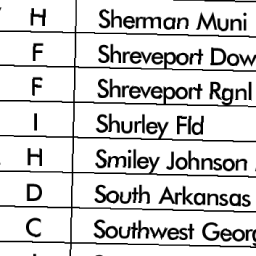 H Sherman Muni
F Shreveport Dow
F Shreveport Rgnl
I Shurley Fld
H Smiley Johnson
D South Arkansas
C Southwest Georg